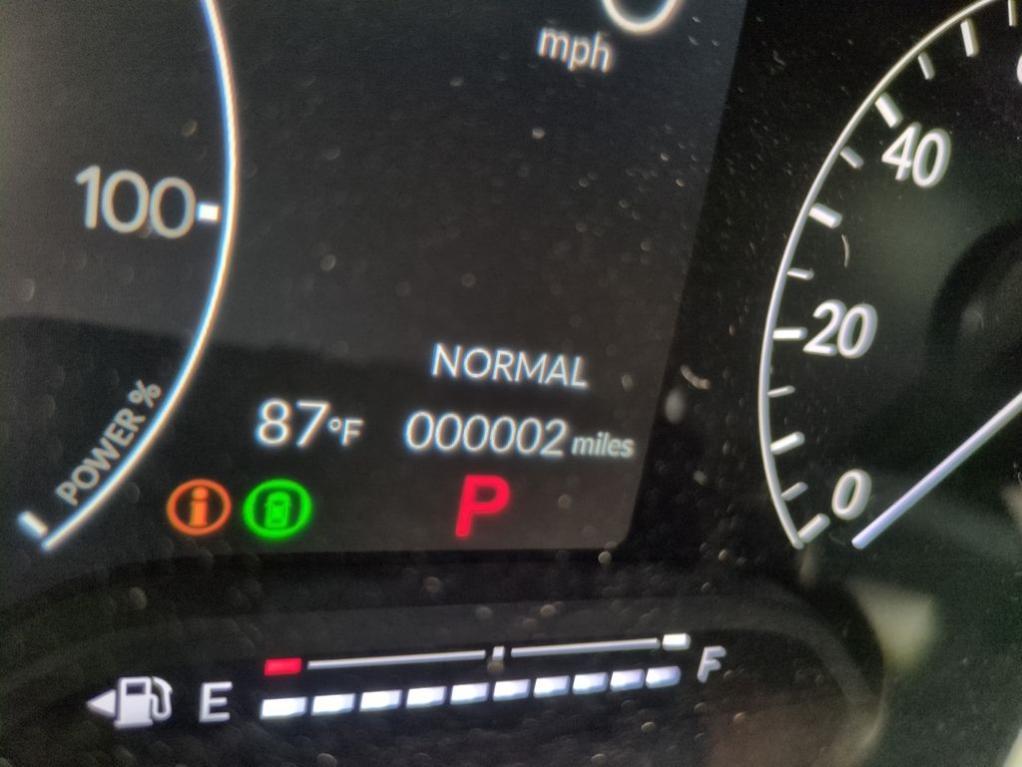 mph
100
POWER %
NORMAL
87°F 000002 miles
P
40
20
0
E F